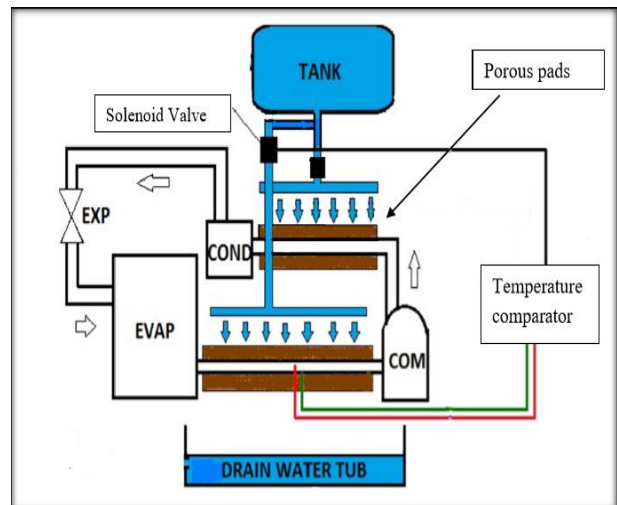 TANK
Porous pads
Solenoid Valve
EXP
COND
Temperature
comparator
EVAP
COM
DRAIN WATER TUB